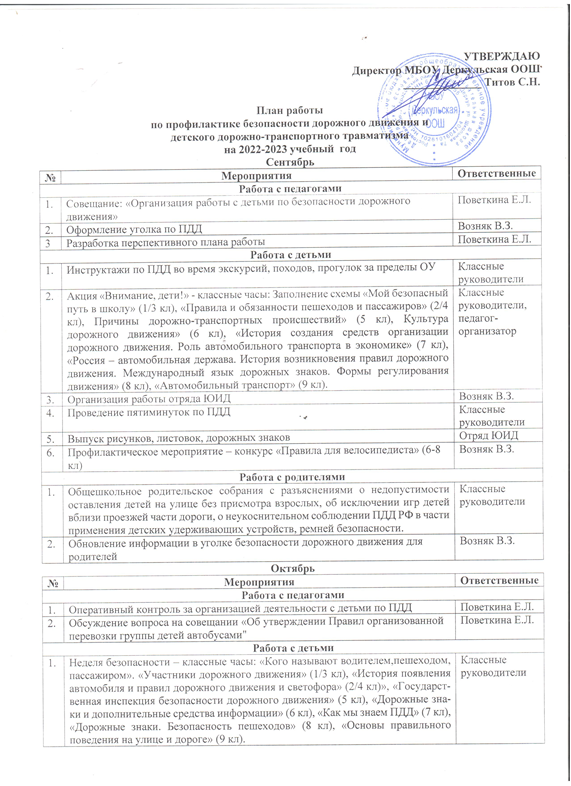 УТВЕРЖДАЮ
Директор МБОУ Деркульская ООШ
Титов С.Н.
Деркульская
ООШ
План работы
по профилактике безопасности дорожного движения и
детского дорожно-транспортного травматизма
на 2022-2023 учебный год
Сентябрь
№ Мероприятия Ответственные
Работа с педагогами
1. Совещание: «Организация работы с детьми по безопасности дорожного Поветкина Е.Л.
движения»
2. Оформление уголка по ПДД Возняк В.З.
3 Разработка перспективного плана работы Поветкина Е.Л.
Работа с детьми
1. Инструктажи по ПДД во время экскурсий, походов, прогулок за пределы ОУ Классные
руководители
2. Акция «Внимание, дети!» - классные часы: Заполнение схемы «Мой безопасный Классные
путь в школу» (1/3 кл), «Правила и обязанности пешеходов и пассажиров» (2/4 руководители,
кл), Причины дорожно-транспортных происшествий» (5 кл), Культура педагог-
дорожного движения» (6 кл), «История создания средств организации организатор
дорожного движения. Роль автомобильного транспорта в экономике» (7 кл),
«Россия – автомобильная держава. История возникновения правил дорожного
движения. Международный язык дорожных знаков. Формы регулирования
движения» (8 кл), «Автомобильный транспорт» (9 кл).
3. Организация работы отряда ЮИД Возняк В.З.
4. Проведение пятиминуток по ПДД Классные
руководители
5. Выпуск рисунков, листовок, дорожных знаков Отряд ЮИД
6. Профилактическое мероприятие – конкурс «Правила для велосипедиста» (6-8 Возняк В.З.
кл)
Работа с родителями
1. Общешкольное родительское собрания с разъяснениями о недопустимости Классные
оставления детей на улице без присмотра взрослых, об исключении игр детей руководители
вблизи проезжей части дороги, о неукоснительном соблюдении ПДД РФ в части
применения детских удерживающих устройств, ремней безопасности.
2. Обновление информации в уголке безопасности дорожного движения для Возняк В.З.
родителей
Октябрь
№ Мероприятия Ответственные
Работа с педагогами
1. Оперативный контроль за организацией деятельности с детьми по ПДД Поветкина Е.Л.
2. Обсуждение вопроса на совещании «Об утверждении Правил организованной Поветкина Е.Л.
перевозки группы детей автобусами"
Работа с детьми
1. Неделя безопасности – классные часы: «Кого называют водителем,пешеходом, Классные
пассажиром». «Участники дорожного движения» (1/3 кл), «История появления руководители
автомобиля и правил дорожного движения и светофора» (2/4 кл)», «Государст-
венная инспекция безопасности дорожного движения» (5 кл), «Дорожные зна-
ки и дополнительные средства информации» (6 кл), «Как мы знаем ПДД» (7 кл),
«Дорожные знаки. Безопасность пешеходов» (8 кл), «Основы правильного
поведения на улице и дороге» (9 кл).